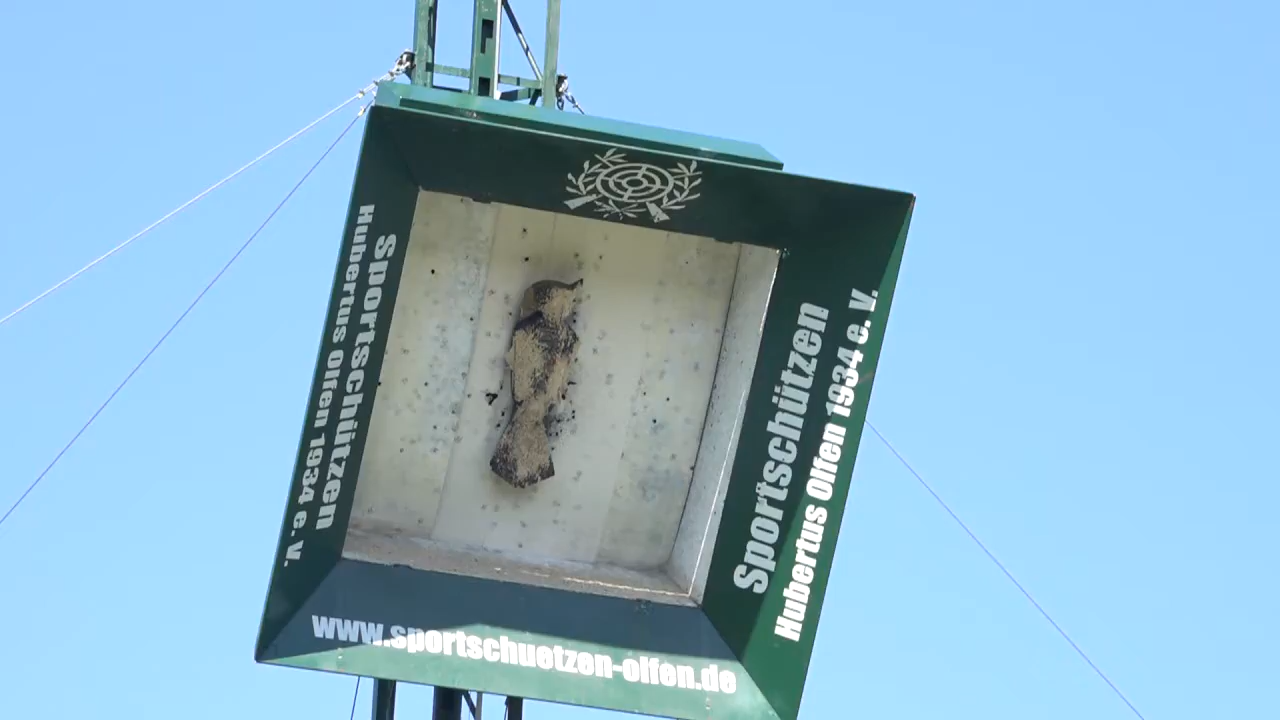 Sportschützen
Hubertus Olfen 1934 e. V.
Sportschützen
Hubertus Olfen 1934 e. V.
www.sportschuetzen-olfen.de